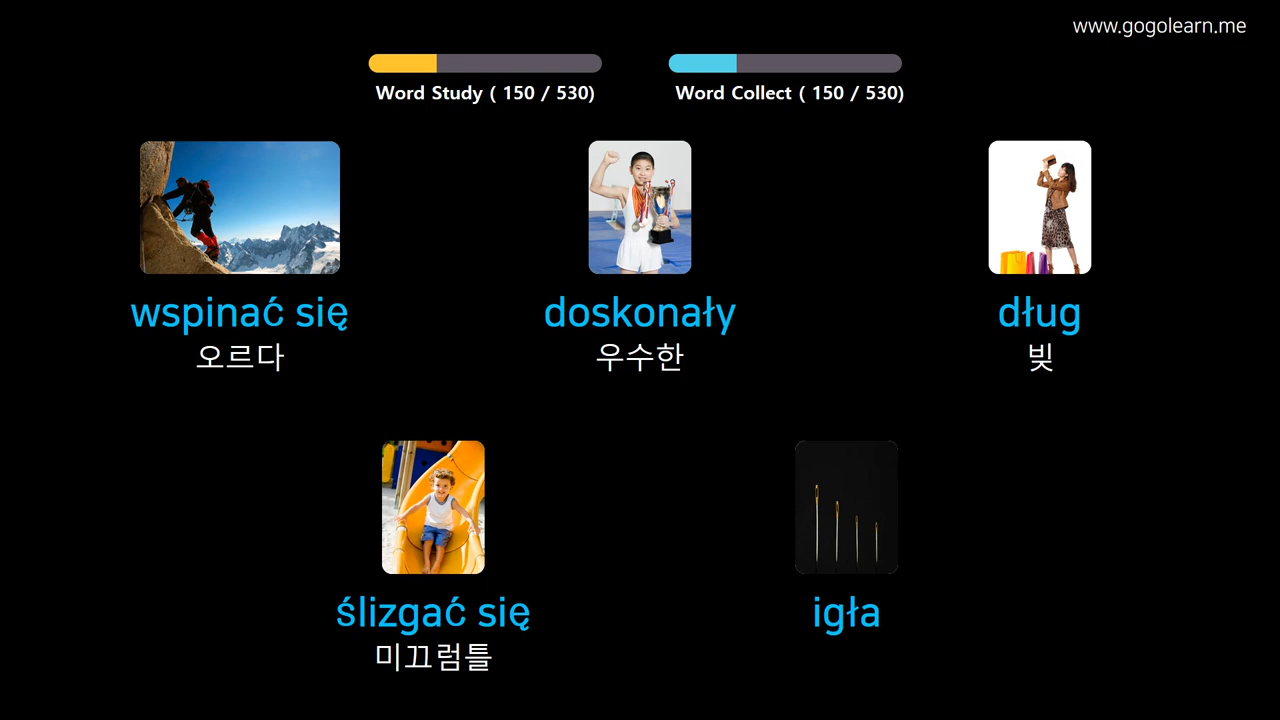 www.gogolearn.me
Word Study ( 150 / 530)
Word Collect ( 150 / 530)
wspinać się
오르다
doskonały
우수한
dług
빚
ślizgać się
미끄럼틀
igła